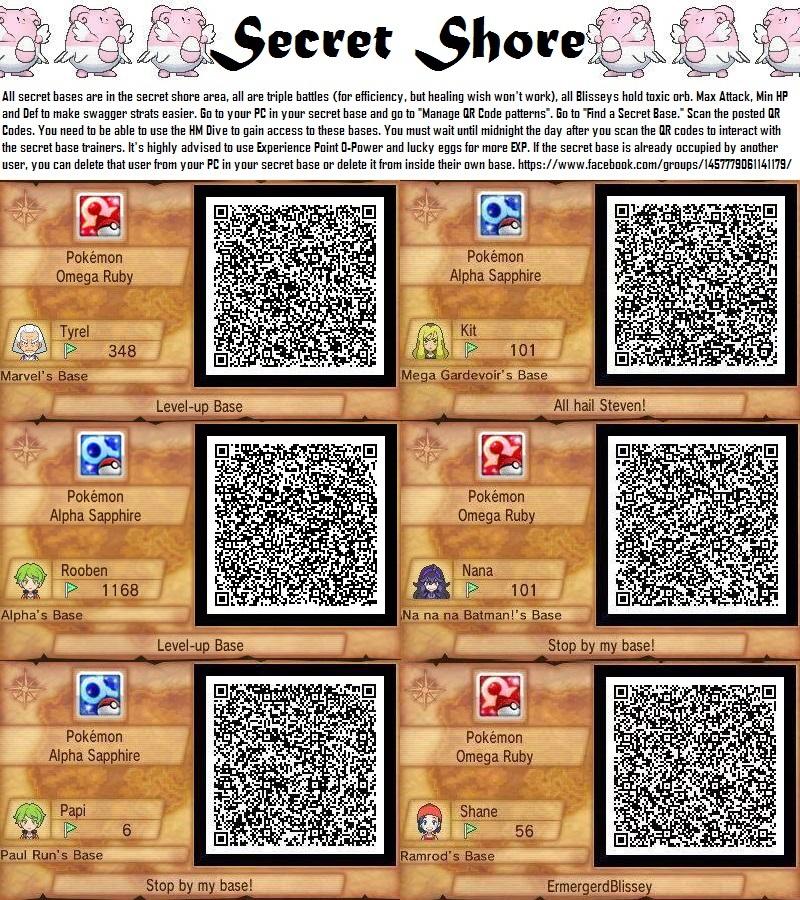 Secret Shore
All secret bases are in the secret shore area, all are triple battles (for efficiency, but healing wish won't work), all Blisseys hold toxic orb. Max Attack, Min HP
and Def to make swagger strats easier. Go to your PC in your secret base and go to "Manage QR Code patterns". Go to "Find a Secret Base." Scan the posted QR
Codes. You need to be able to use the HM Dive to gain access to these bases. You must wait until midnight the day after you scan the QR codes to interact with
the secret base trainers. It's highly advised to use Experience Point O-Power and lucky eggs for more EXP. If the secret base is already occupied by another
user, you can delete that user from your PC in your secret base or delete it from inside their own base. https://www.facebook.com/groups/1457779061141179/
Pokémon
Omega Ruby
Tyrel
348
Marvel's Base
Level-up Base
Pokémon
Alpha Sapphire
Kit
101
Mega Gardevoir's Base
All hail Steven!
Pokémon
Alpha Sapphire
Rooben
1168
Alpha's Base
Level-up Base
Pokémon
Omega Ruby
Nana
101
Na na na Batman!'s Base
Stop by my base!
Pokémon
Alpha Sapphire
Papi
6
Paul Run's Base
Stop by my base!
Pokémon
Omega Ruby
Shane
56
Ramrod's Base
ErmergerdBlissey